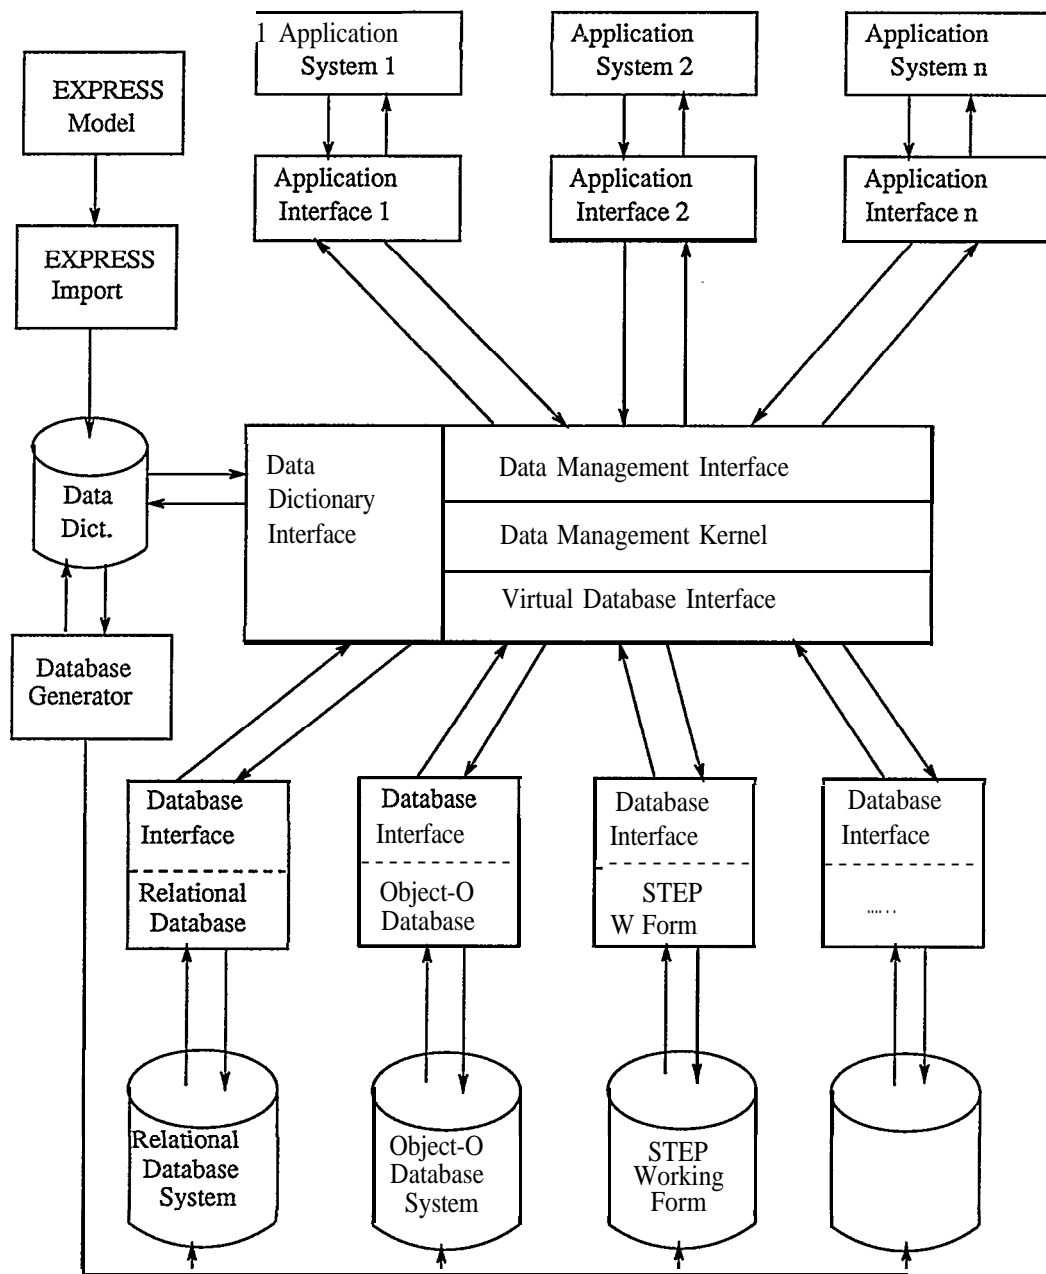 1 Application
System 1
Application
System 2
Application
System n
EXPRESS
Model
Application
Interface 1
Application
Interface 2
Application
Interface n
EXPRESS
Import
Data
Dict.
Data
Dictionary
Interface
Data Management Interface
Data Management Kernel
Virtual Database Interface
Database
Generator
Database
Interface
Relational
Database
Database
Interface
Object-O
Database
Database
Interface
STEP
W Form
Database
Interface
......
Relational
Database
System
Object-O
Database
System
STEP
Working
Form